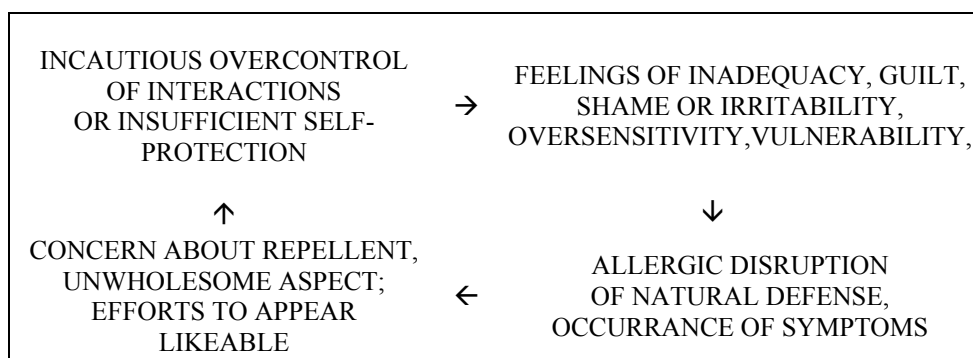 INCAUTIOUS OVERCONTROL
OF INTERACTIONS
OR INSUFFICIENT SELF-
PROTECTION
→
FEELINGS OF INADEQUACY, GUILT,
SHAME OR IRRITABILITY,
OVERSENSITIVITY,VULNERABILITY,
↑
↓
CONCERN ABOUT REPELLENT,
UNWHOLESOME ASPECT;
EFFORTS TO APPEAR
LIKEABLE
←
ALLERGIC DISRUPTION
OF NATURAL DEFENSE,
OCCURRANCE OF SYMPTOMS